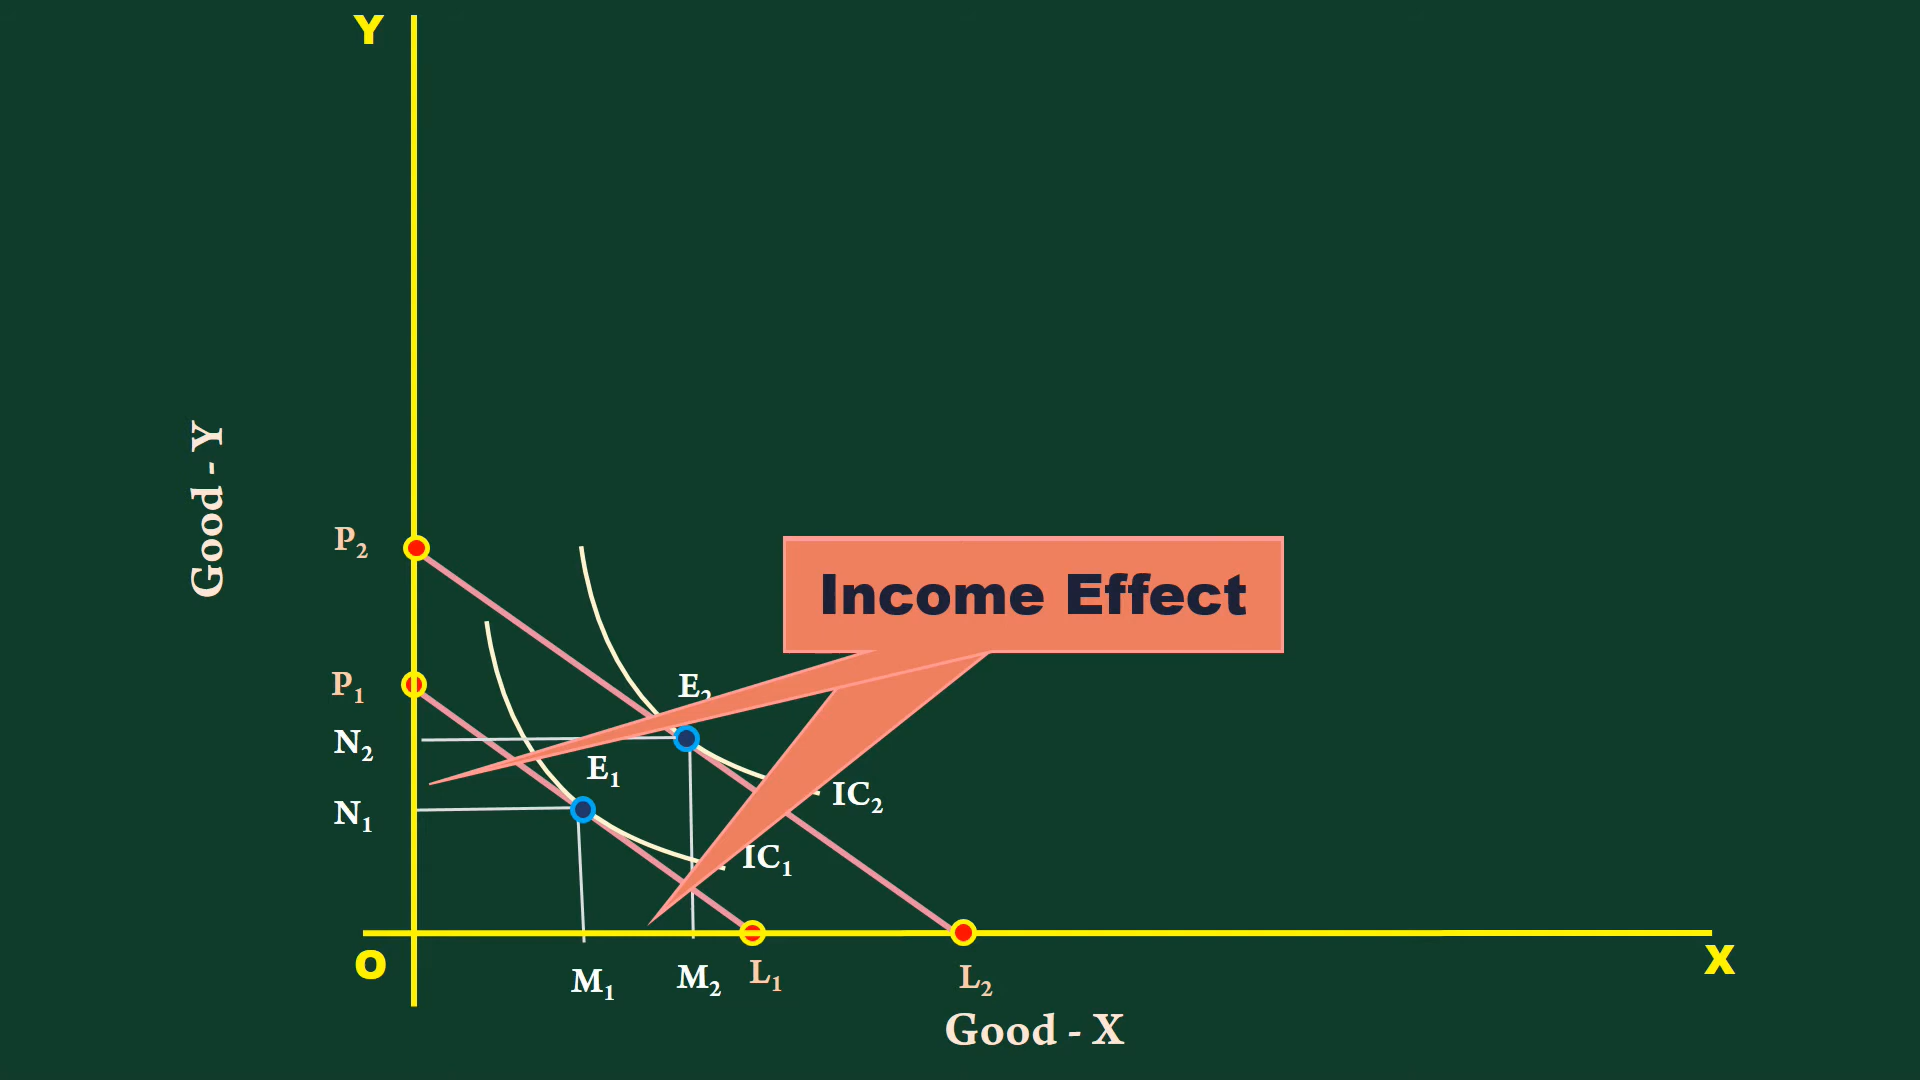 Y
Good - Y
P₂
Income Effect
P₁
E₂
N₂
E₁
IC₂
N₁
IC₁
O
X
M₁
M₂
L₁
L₂
Good - X